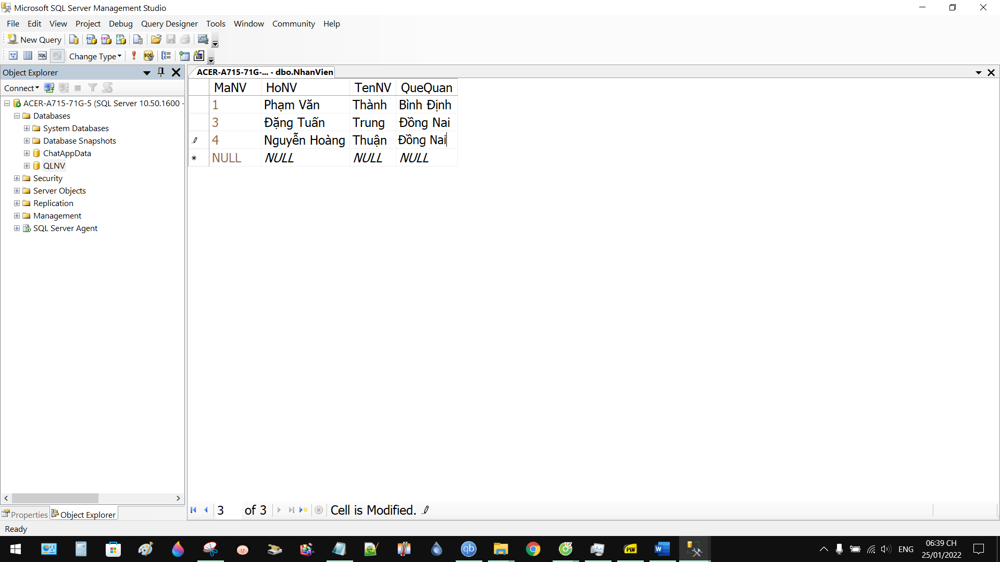 Microsoft SQL Server Management Studio
File Edit View Project Debug Query Designer Tools Window Community Help
New Query
Change Type
Object Explorer
Connect
ACER-A715-71G-5 (SQL Server 10.50.1600 -
Databases
System Databases
Database Snapshots
ChatAppData
QLNV
Security
Server Objects
Replication
Management
SQL Server Agent
Properties Object Explorer
ACER-A715-71G-... - dbo.NhanVien
MaNV HoNV TenNV QueQuan
1 Phạm Văn Thành Bình Định
3 Đặng Tuấn Trung Đồng Nai
4 Nguyễn Hoàng Thuận Đồng Nai
NULL NULL NULL NULL
3 of 3 Cell is Modified.
Ready
ENG
06:39 CH
25/01/2022